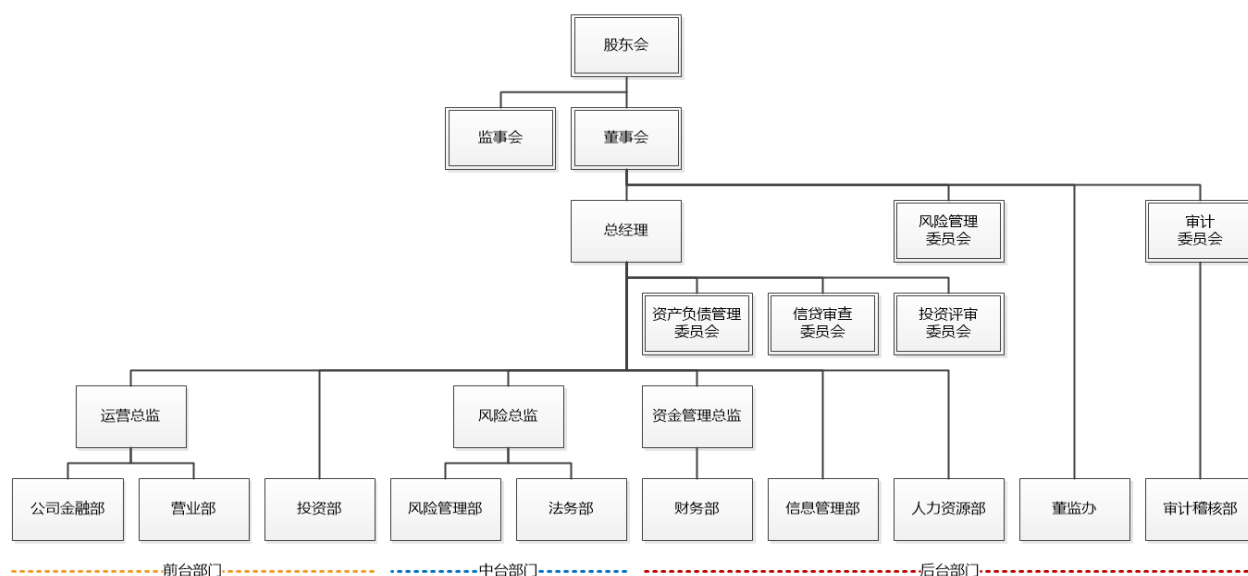 股东会
监事会
董事会
总经理
风险管理
委员会
审计
委员会
资产负债管理
委员会
信贷审查
委员会
投资评审
委员会
运营总监
风险总监
资金管理总监
公司金融部
营业部
投资部
风险管理部
法务部
财务部
信息管理部
人力资源部
董监办
审计稽核部
前台部门
中台部门
后台部门